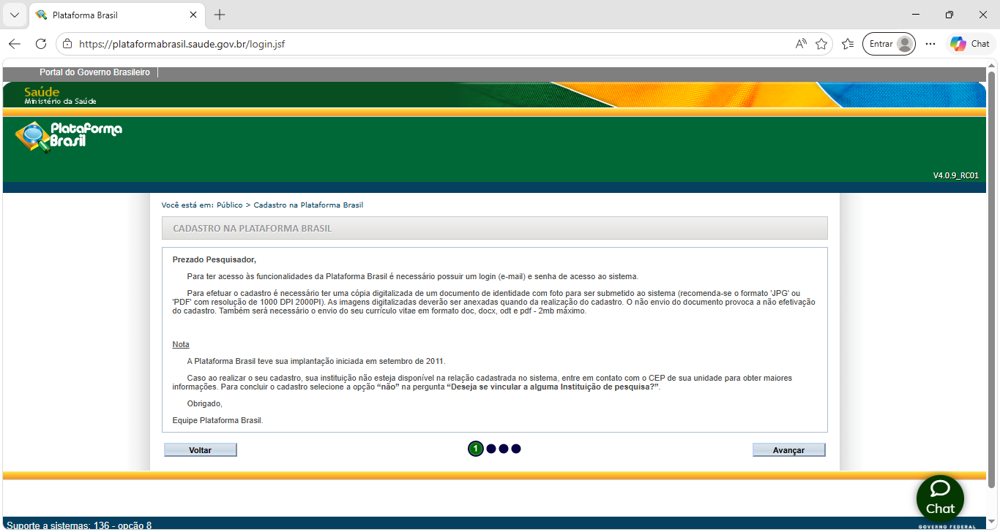 Plataforma Brasil
https://plataformabrasil.saude.gov.br/login.jsf
Entrar
Chat
Portal do Governo Brasileiro
Saúde
Ministério da Saúde
Plataforma
Brasil
V4.0.9_RC01
Você está em: Público > Cadastro na Plataforma Brasil
CADASTRO NA PLATAFORMA BRASIL
Prezado Pesquisador,
Para ter acesso às funcionalidades da Plataforma Brasil é necessário possuir um login (e-mail) e senha de acesso ao sistema.
Para efetuar o cadastro é necessário ter uma cópia digitalizada de um documento de identidade com foto para ser submetido ao sistema (recomenda-se o formato 'JPG' ou
'PDF' com resolução de 1000 DPI 2000PI). As imagens digitalizadas deverão ser anexadas quando da realização do cadastro. O não envio do documento provoca a não efetivação
do cadastro. Também será necessário o envio do seu currículo vitae em formato doc, docx, odt e pdf - 2mb máximo.
Nota
A Plataforma Brasil teve sua implantação iniciada em setembro de 2011.
Caso ao realizar o seu cadastro, sua instituição não esteja disponível na relação cadastrada no sistema, entre em contato com o CEP de sua unidade para obter maiores
informações. Para concluir o cadastro selecione a opção “não” na pergunta “Deseja se vincular a alguma Instituição de pesquisa?”.
Obrigado,
Equipe Plataforma Brasil.
Voltar
1
Avançar
Chat
Suporte a sistemas: 136 - opção 8
GOVERNO FEDERAL